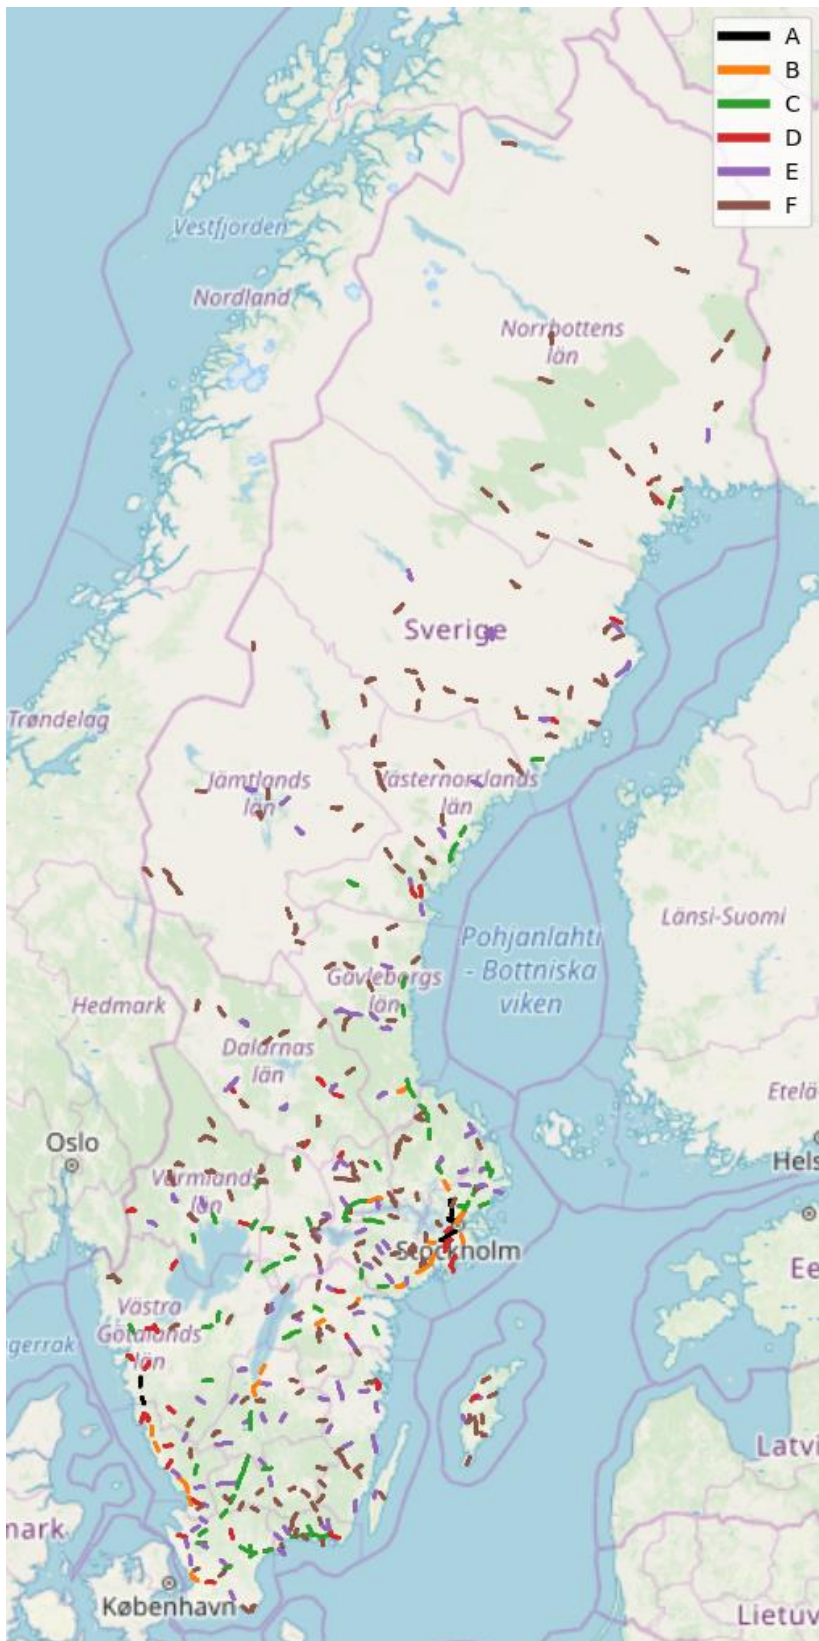 A
B
C
D
E
F
Vestfjorden
Nordland
Norrbottens
län
Sverige
Trøndelag
Jämtlands
län
Västernorrlands
län
Länsi-Suomi
Pohjanlahti
- Bottniska
viken
Gävleborgs
län
Hedmark
Dalarnas
län
Etelä-
Oslo
Hels
Värmlands
län
Stockholm
Ee
Västra
Götalands
län
gerrak
Latvi
mark
København
Lietuv